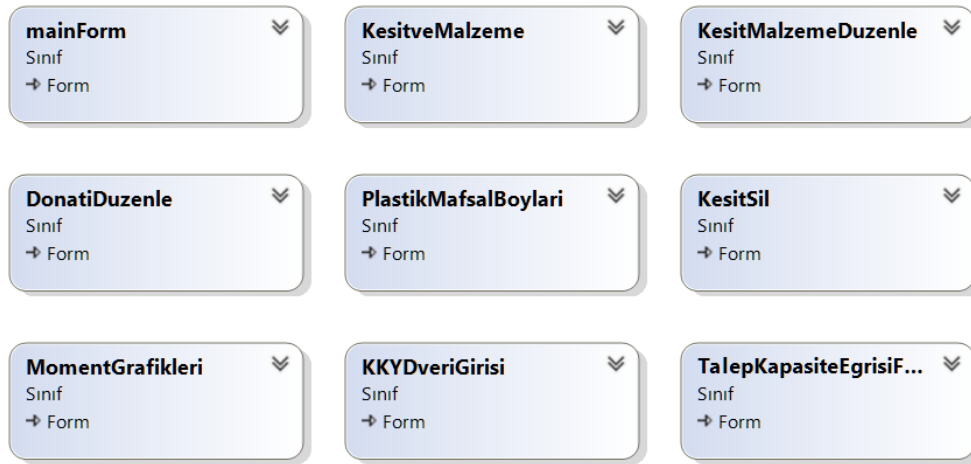 mainForm
Sınıf
Form
KesitveMalzeme
Sınıf
Form
KesitMalzemeDuzenle
Sınıf
Form
DonatiDuzenle
Sınıf
Form
PlastikMafsalBoylari
Sınıf
Form
KesitSil
Sınıf
Form
MomentGrafikleri
Sınıf
Form
KKYDveriGirisi
Sınıf
Form
TalepKapasiteEgrisiF...
Sınıf
Form